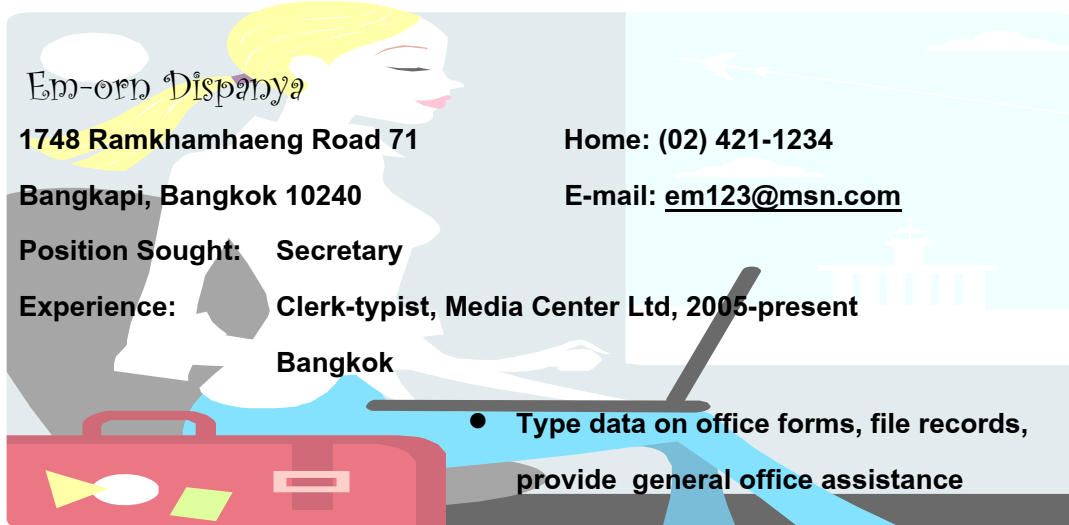 Em-orn Dispanya
1748 Ramkhamhaeng Road 71 Home: (02) 421-1234
Bangkapi, Bangkok 10240 E-mail: em123@msn.com
Position Sought: Secretary
Experience: Clerk-typist, Media Center Ltd, 2005-present
Bangkok
• Type data on office forms, file records,
provide general office assistance